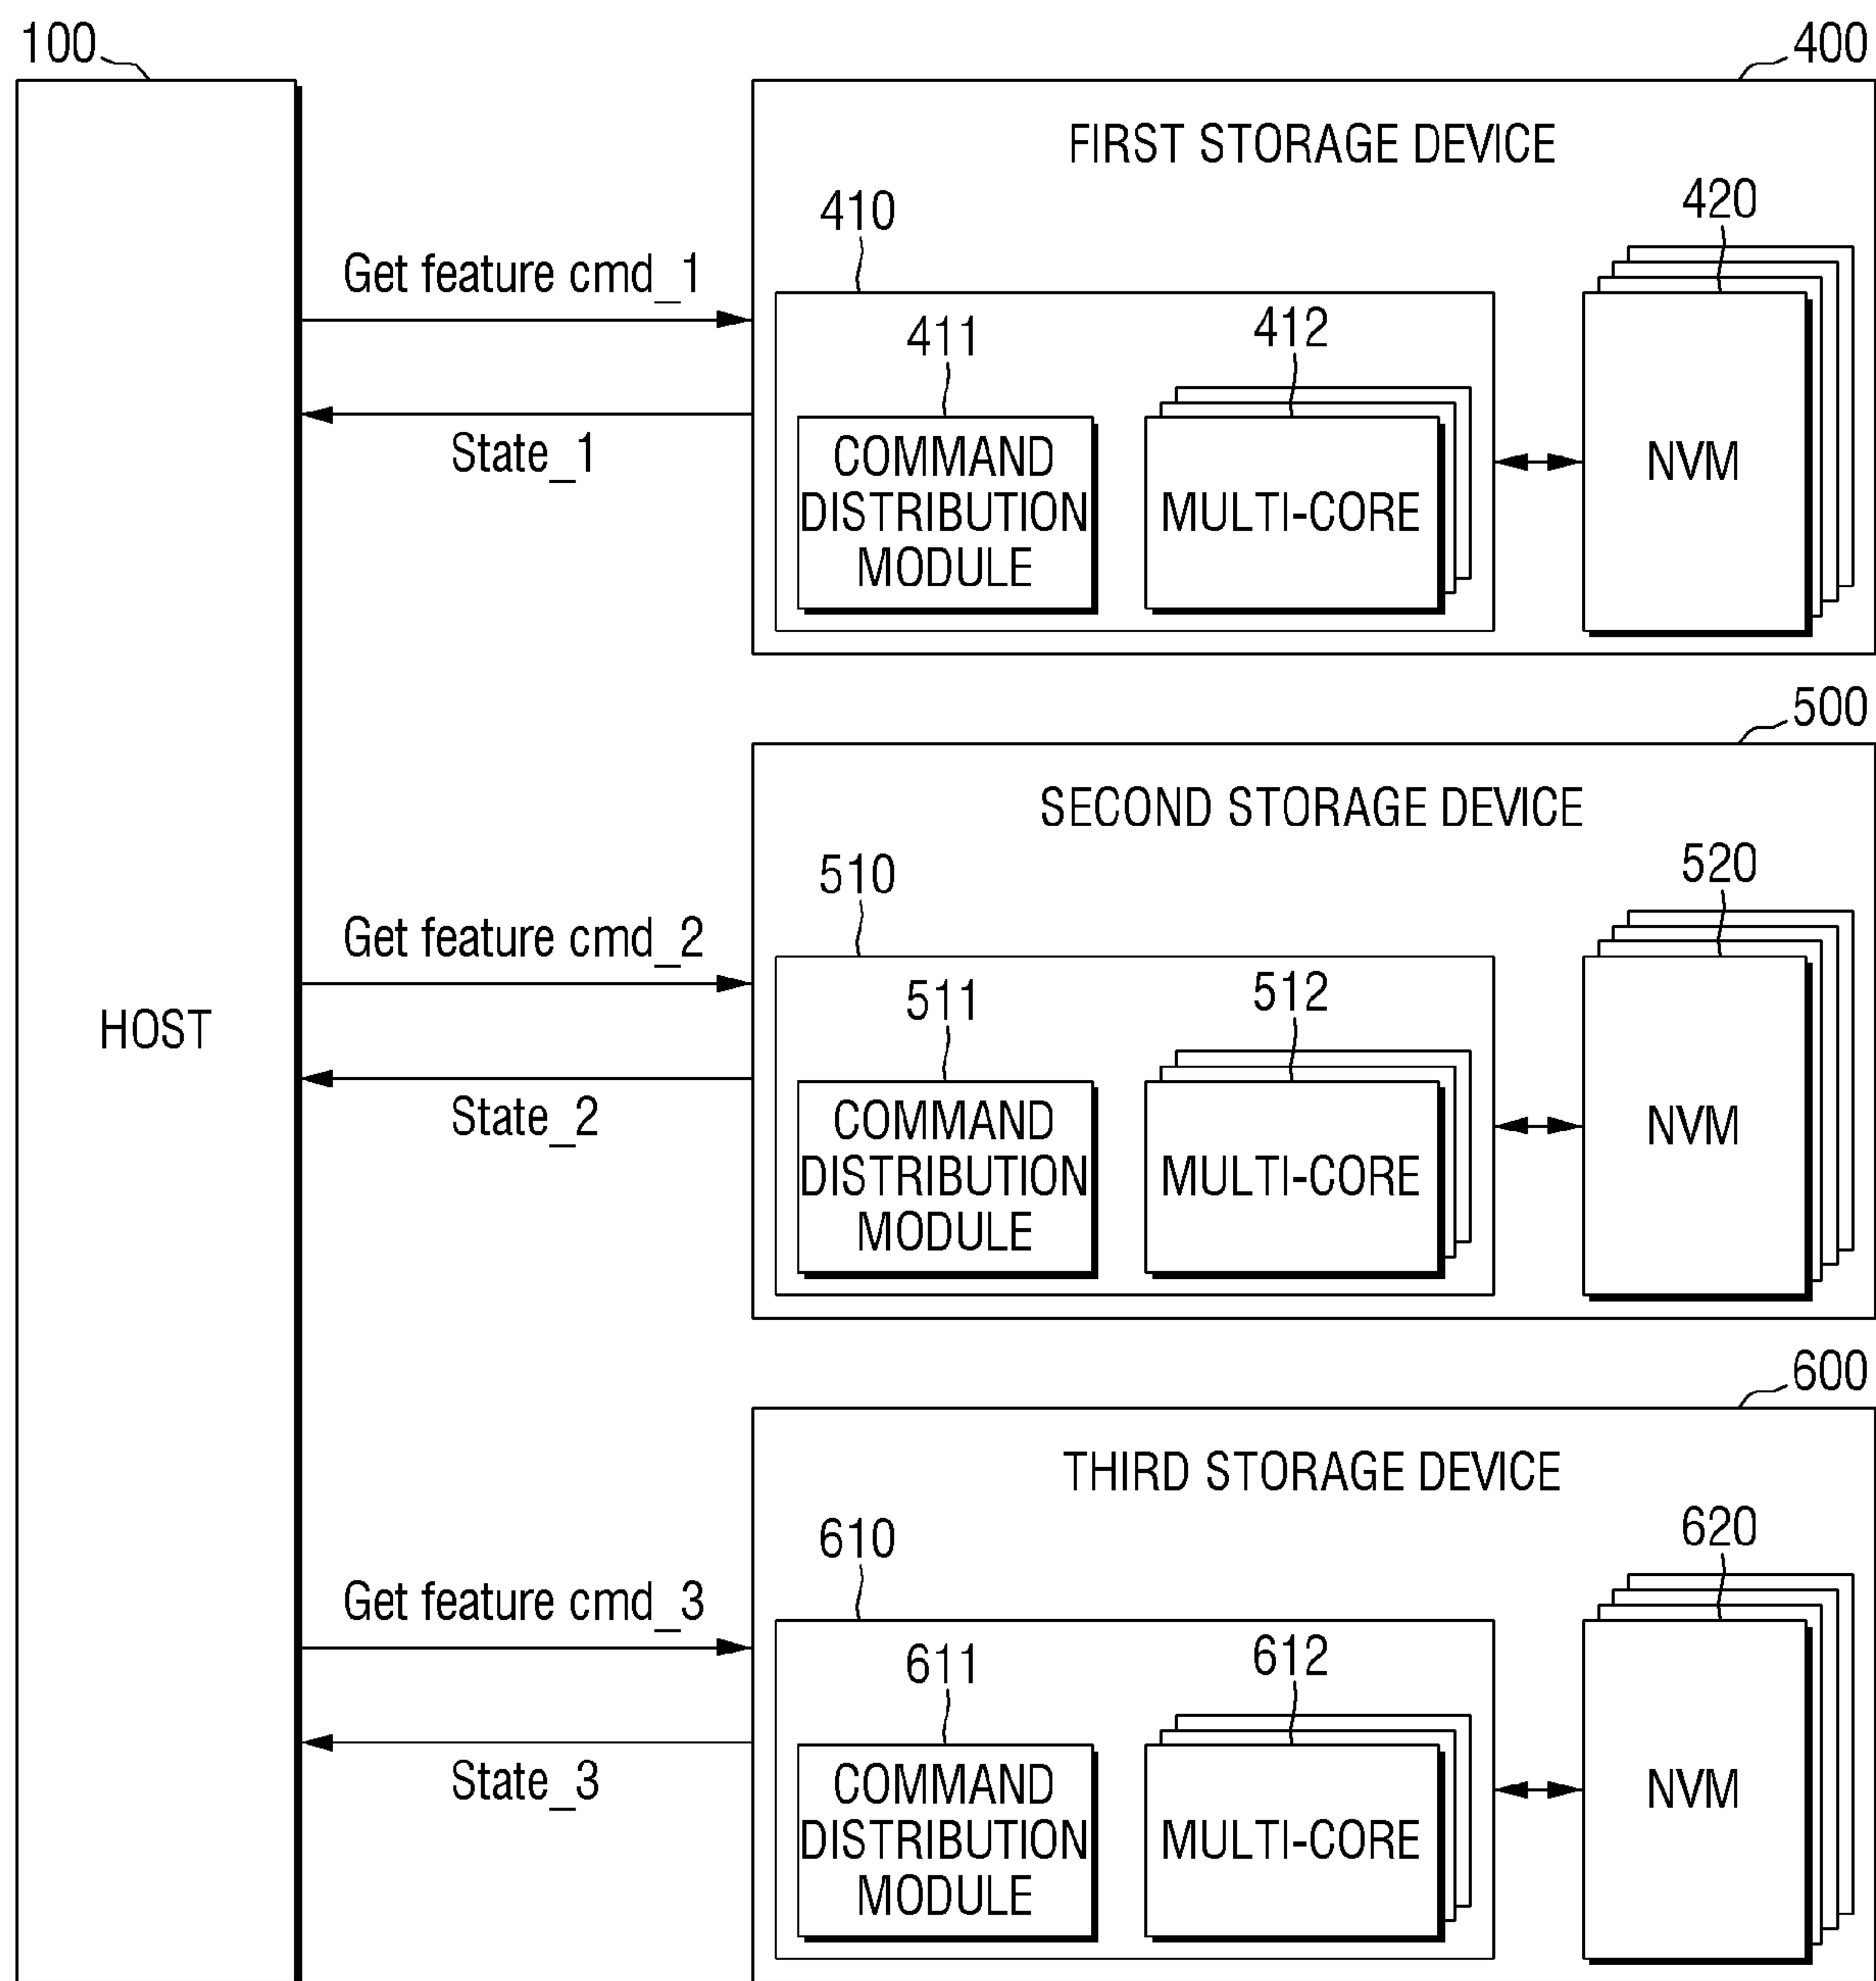 100
400
FIRST STORAGE DEVICE
410
420
Get feature cmd_1
411
412
State_1
COMMAND
DISTRIBUTION
MODULE
MULTI-CORE
NVM
500
SECOND STORAGE DEVICE
510
520
Get feature cmd_2
511
512
HOST
State_2
COMMAND
DISTRIBUTION
MODULE
MULTI-CORE
NVM
600
THIRD STORAGE DEVICE
610
620
Get feature cmd_3
611
612
State_3
COMMAND
DISTRIBUTION
MODULE
MULTI-CORE
NVM